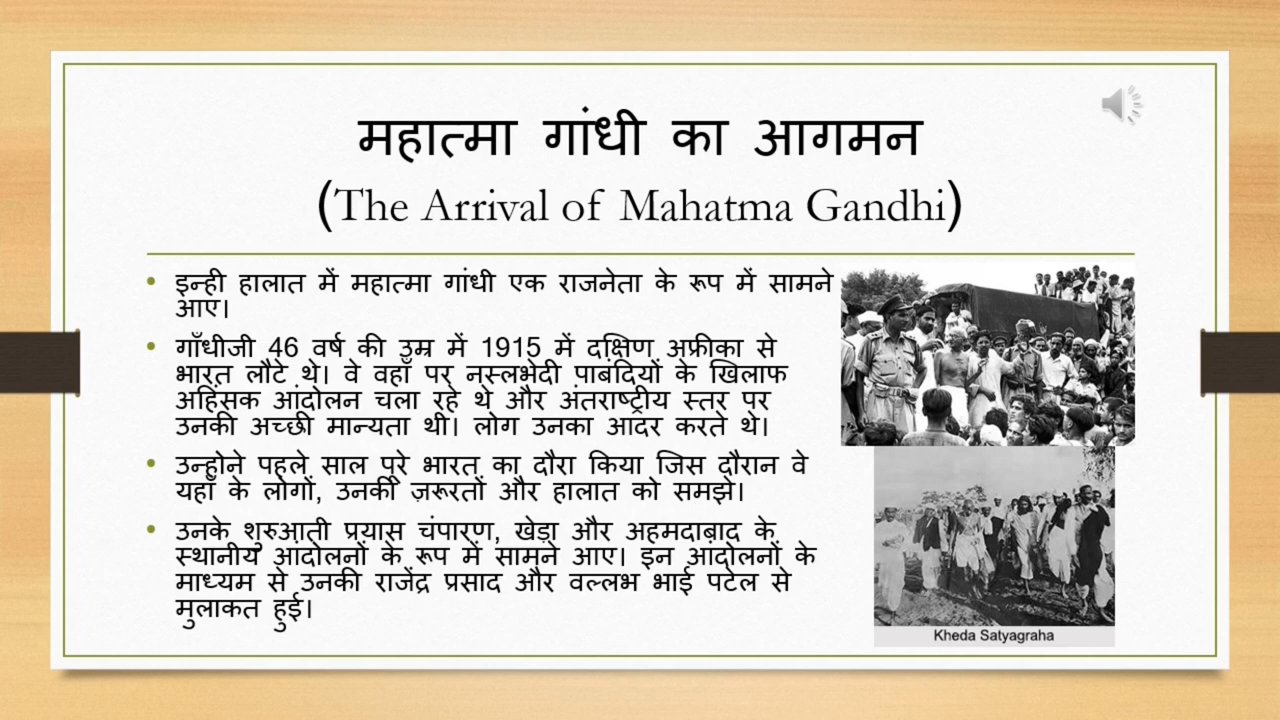 महात्मा गांधी का आगमन
(The Arrival of Mahatma Gandhi)
• इन्ही हालात में महात्मा गांधी एक राजनेता के रूप में सामने
आए।
• गाँधीजी 46 वर्ष की उम्र में 1915 में दक्षिण अफ्रीका से
भारत लौटे थे। वे वहाँ पर नस्लभेदी पाबंदियों के खिलाफ
अहिंसक आंदोलन चला रहे थे और अंतराष्ट्रीय स्तर पर
उनकी अच्छी मान्यता थी। लोग उनका आदर करते थे।
• उन्होने पहले साल पूरे भारत का दौरा किया जिस दौरान वे
यहाँ के लोगों, उनकी ज़रूरतों और हालात को समझे।
• उनके शुरुआती प्रयास चंपारण, खेड़ा और अहमदाबाद के
स्थानीय आंदोलनों के रूप में सामने आए। इन आंदोलनों के
माध्यम से उनकी राजेंद्र प्रसाद और वल्लभ भाई पटेल से
मुलाकत हुई।
Kheda Satyagraha